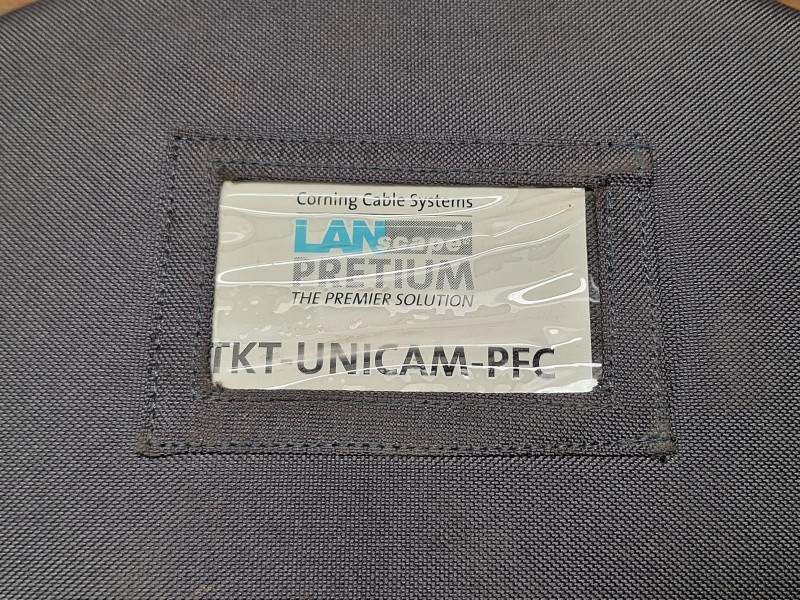 Corning Cable Systems
LANscape®
PRETIUM
THE PREMIER SOLUTION
TKT-UNICAM-PFC